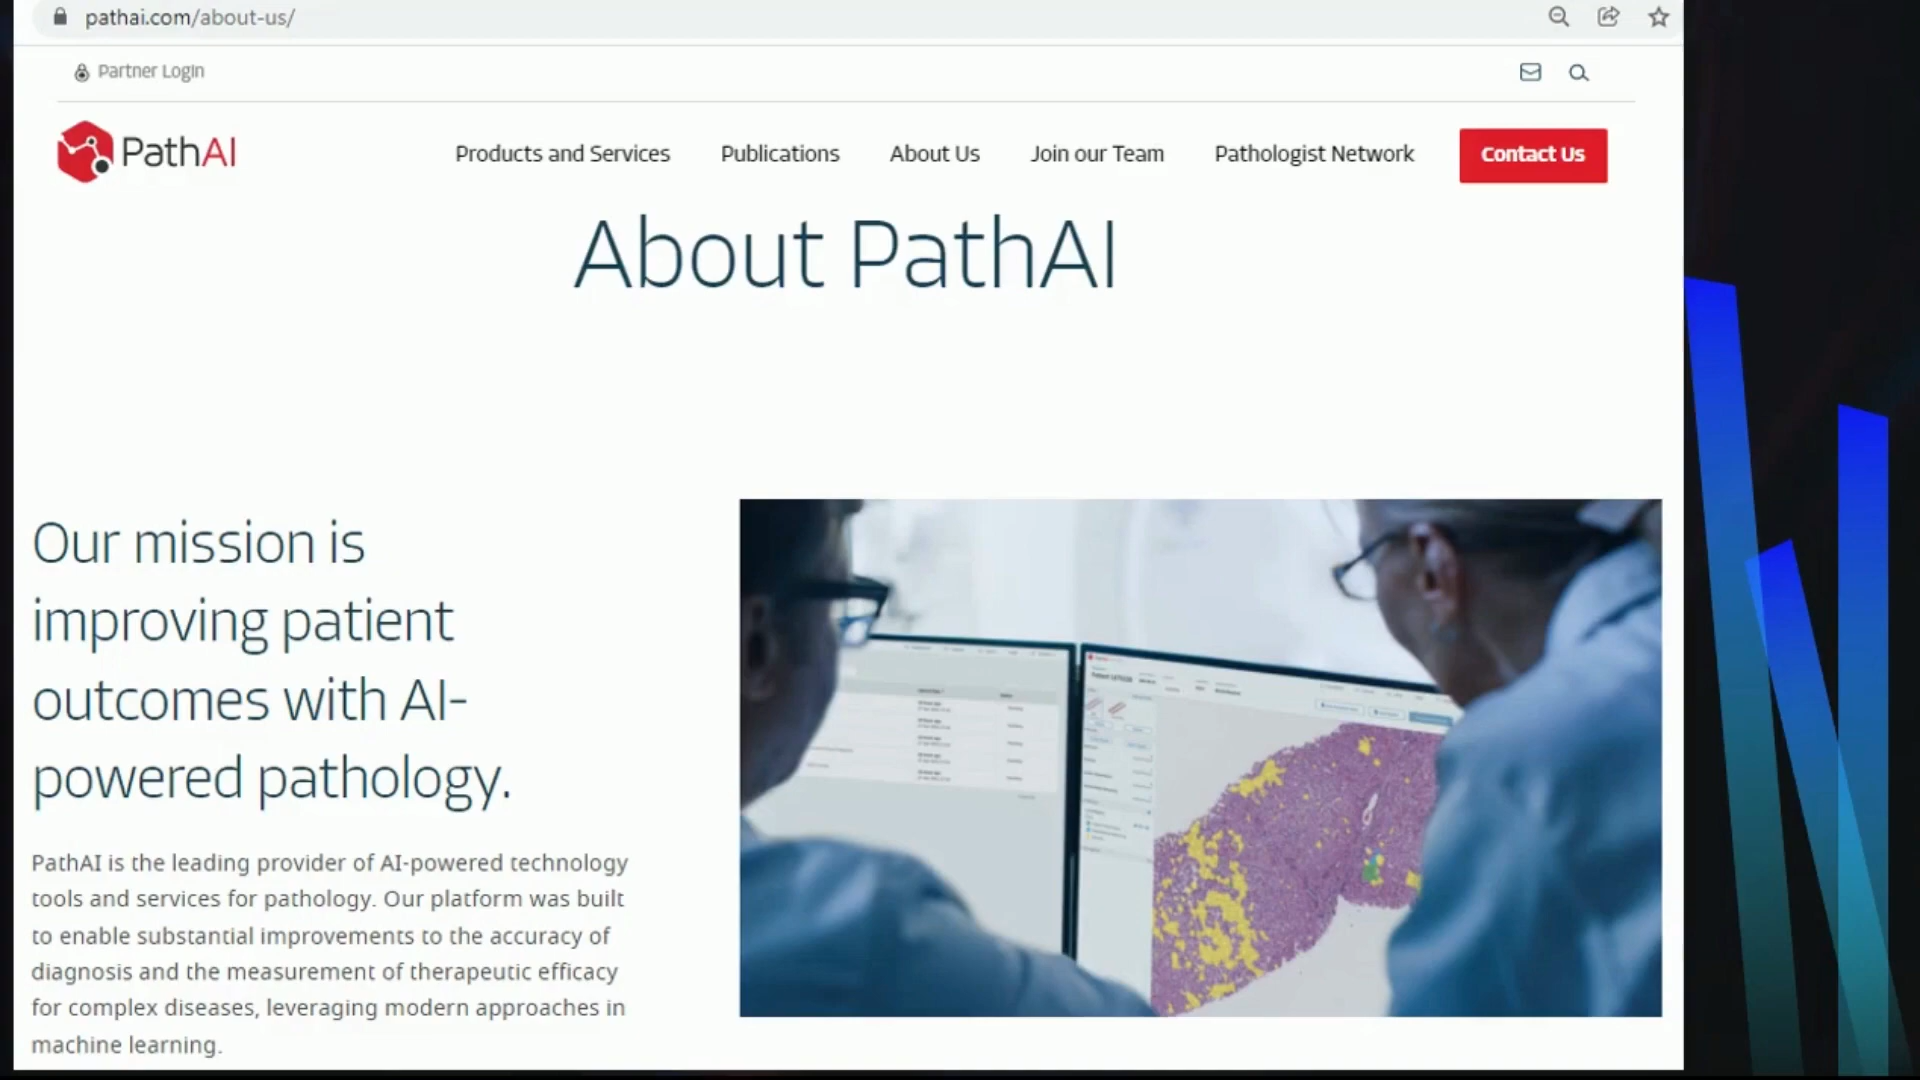 pathai.com/about-us/
Partner Login
PathAI
Products and Services
Publications
About Us
Join our Team
Pathologist Network
Contact Us
About PathAI
Our mission is
improving patient
outcomes with AI-
powered pathology.
PathAI is the leading provider of AI-powered technology
tools and services for pathology. Our platform was built
to enable substantial improvements to the accuracy of
diagnosis and the measurement of therapeutic efficacy
for complex diseases, leveraging modern approaches in
machine learning.